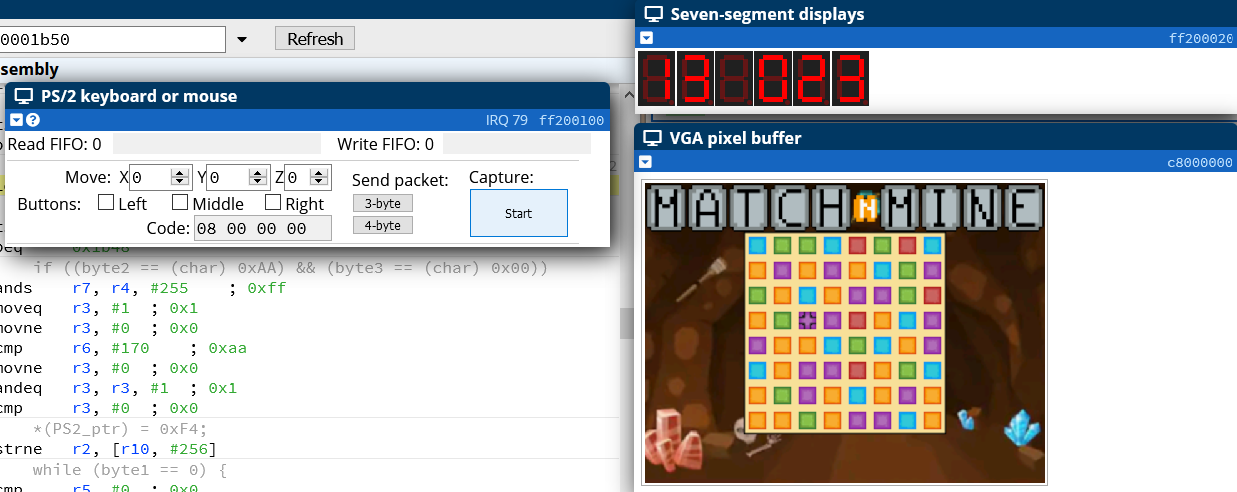 0001b50
Refresh
sembly
PS/2 keyboard or mouse
IRQ 79 ff200100
Read FIFO: 0
Write FIFO: 0
Move: X 0 Y 0 Z 0
Send packet:
Capture:
Buttons: Left Middle Right
3-byte
Start
Code: 08 00 00 00
4-byte
2
beq 0x1b48
if ((byte2 == (char) 0xAA) && (byte3 == (char) 0x00))
ands r7, r4, #255 ; 0xff
moveq r3, #1 ; 0x1
movne r3, #0 ; 0x0
cmp r6, #170 ; 0xaa
movne r3, #0 ; 0x0
andeq r3, r3, #1 ; 0x1
cmp r3, #0 ; 0x0
*(PS2_ptr) = 0xF4;
strne r2, [r10, #256]
while (byte1 == 0) {
cmp r5, #0 ; 0x0
Seven-segment displays
ff200020
13 023
VGA pixel buffer
c8000000
MATCH N MINE